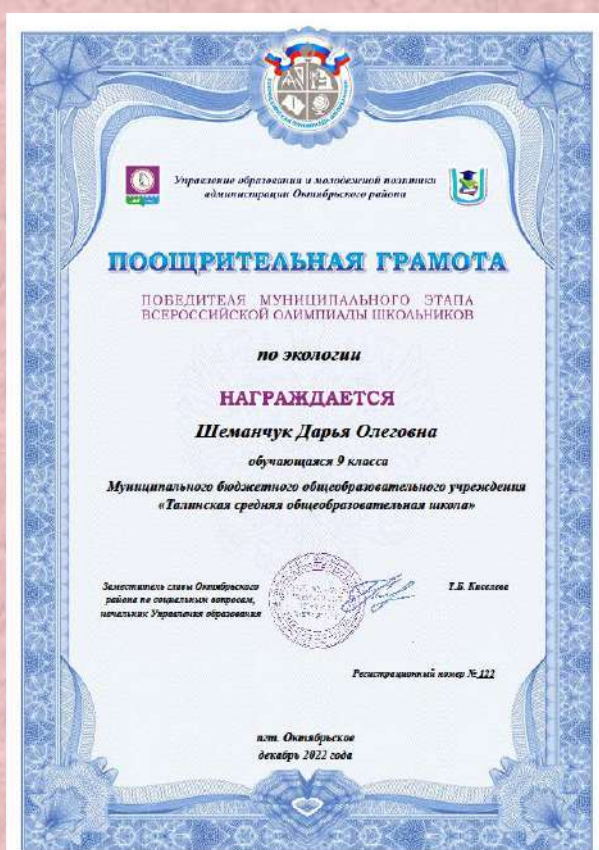 Управление образования и молодежной политики
администрации Октябрьского района
ПООЩРИТЕЛЬНАЯ ГРАМОТА
ПОБЕДИТЕЛЯ МУНИЦИПАЛЬНОГО ЭТАПА
ВСЕРОССИЙСКОЙ ОЛИМПИАДЫ ШКОЛЬНИКОВ
по экологии
НАГРАЖДАЕТСЯ
Шеманчук Дарья Олеговна
обучающаяся 9 класса
Муниципального бюджетного общеобразовательного учреждения
«Талинская средняя общеобразовательная школа»
Заместитель главы Октябрьского
района по социальным вопросам,
начальник Управления образования
Т.Б. Киселева
Регистрационный номер № 122
пгт. Октябрьское
декабрь 2022 года